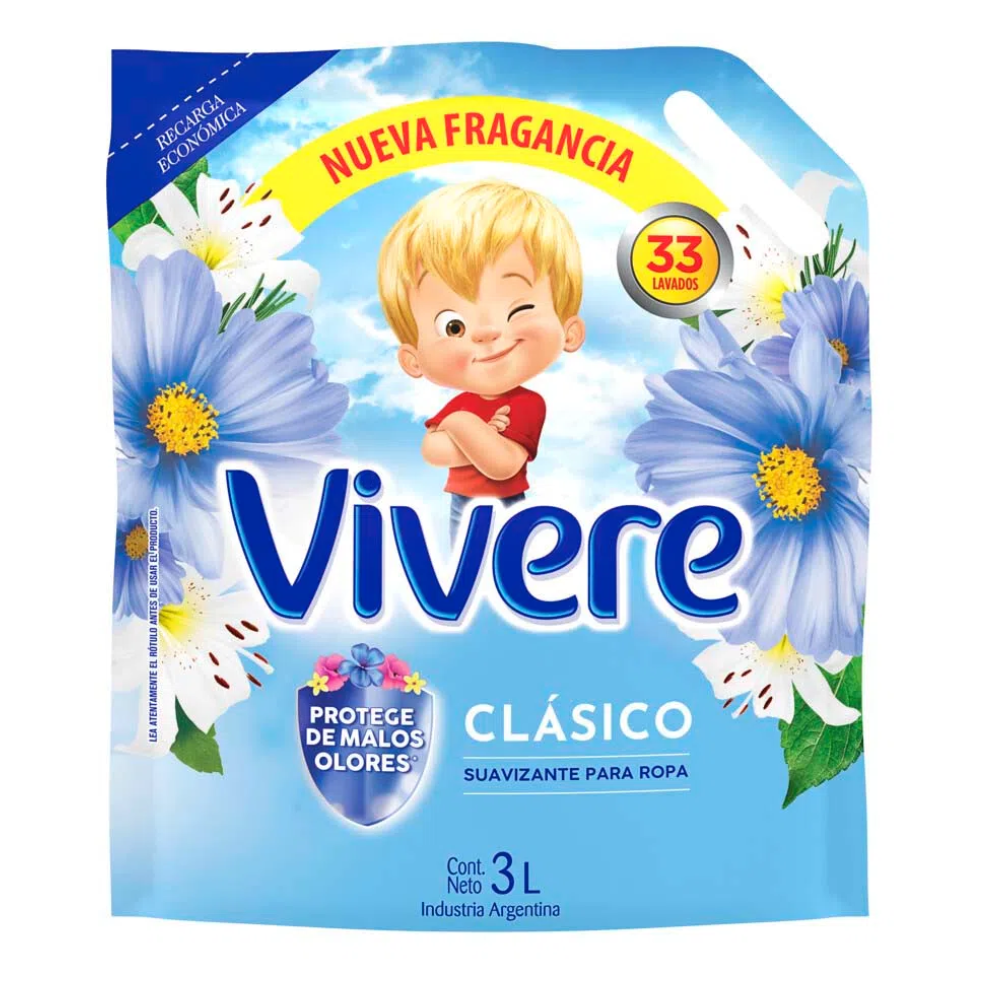 RECARGA
ECONÓMICA
NUEVA FRAGANCIA
33
LAVADOS
Vivere
LEA ATENTAMENTE EL RÓTULO ANTES DE USAR EL PRODUCTO.
PROTEGE
DE MALOS
OLORES*
CLÁSICO
SUAVIZANTE PARA ROPA
Cont.
Neto 3 L
Industria Argentina